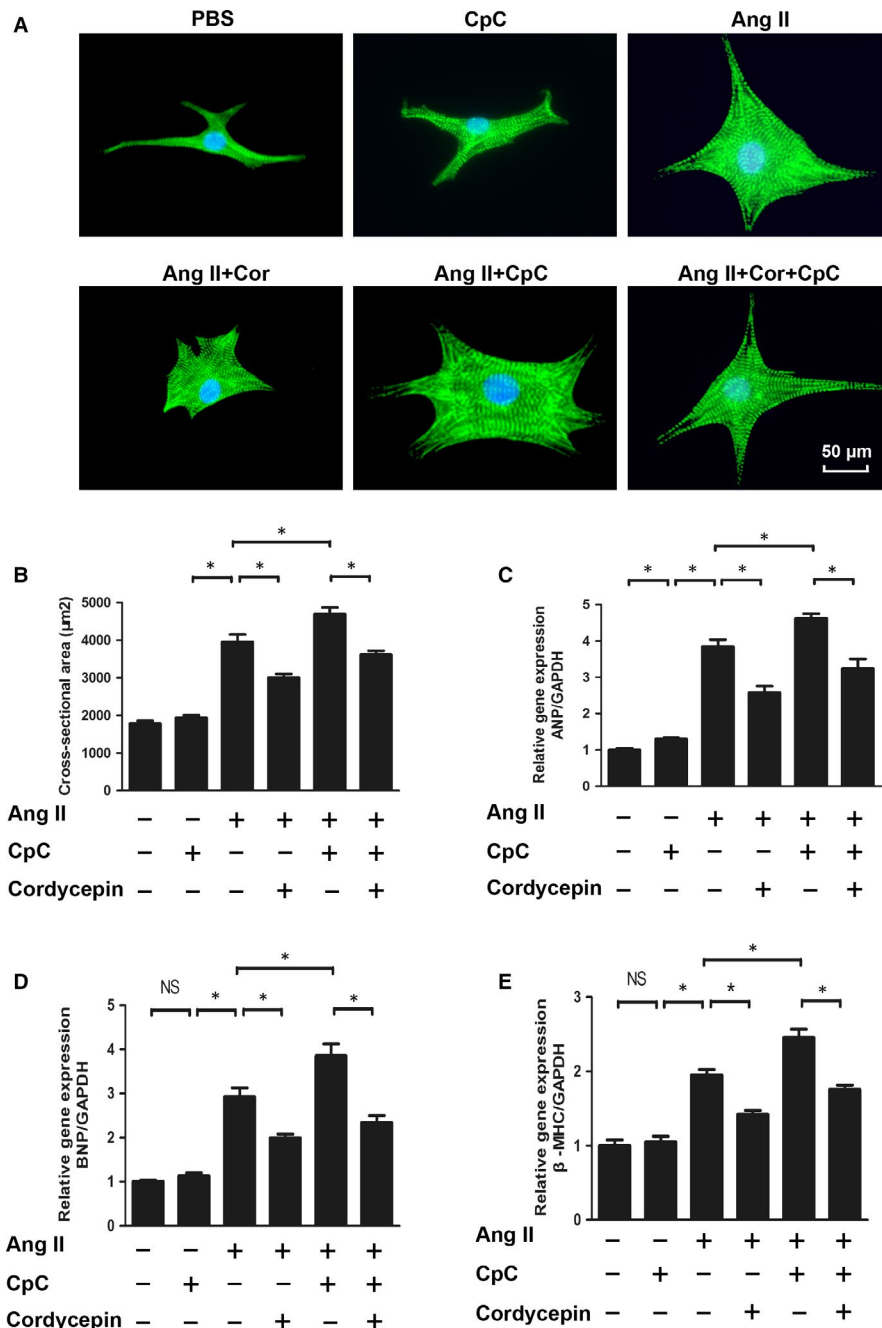 A
PBS
CpC
Ang II
Ang II+Cor
Ang II+CpC
Ang II+Cor+CpC
50 μm
B
Cross-sectional area (μm2)
5000
4000
3000
2000
1000
0
* * * *
Ang II − − + + + +
CpC − + − − + +
Cordycepin − − − + − +
C
Relative gene expression
ANP/GAPDH
5
4
3
2
1
0
* * * * *
Ang II − − + + + +
CpC − + − − + +
Cordycepin − − − + − +
D
Relative gene expression
BNP/GAPDH
5
4
3
2
1
0
NS * * * *
Ang II − − + + + +
CpC − + − − + +
Cordycepin − − − + − +
E
Relative gene expression
β -MHC/GAPDH
3
2
1
0
NS * * * *
Ang II − − + + + +
CpC − + − − + +
Cordycepin − − − + − +